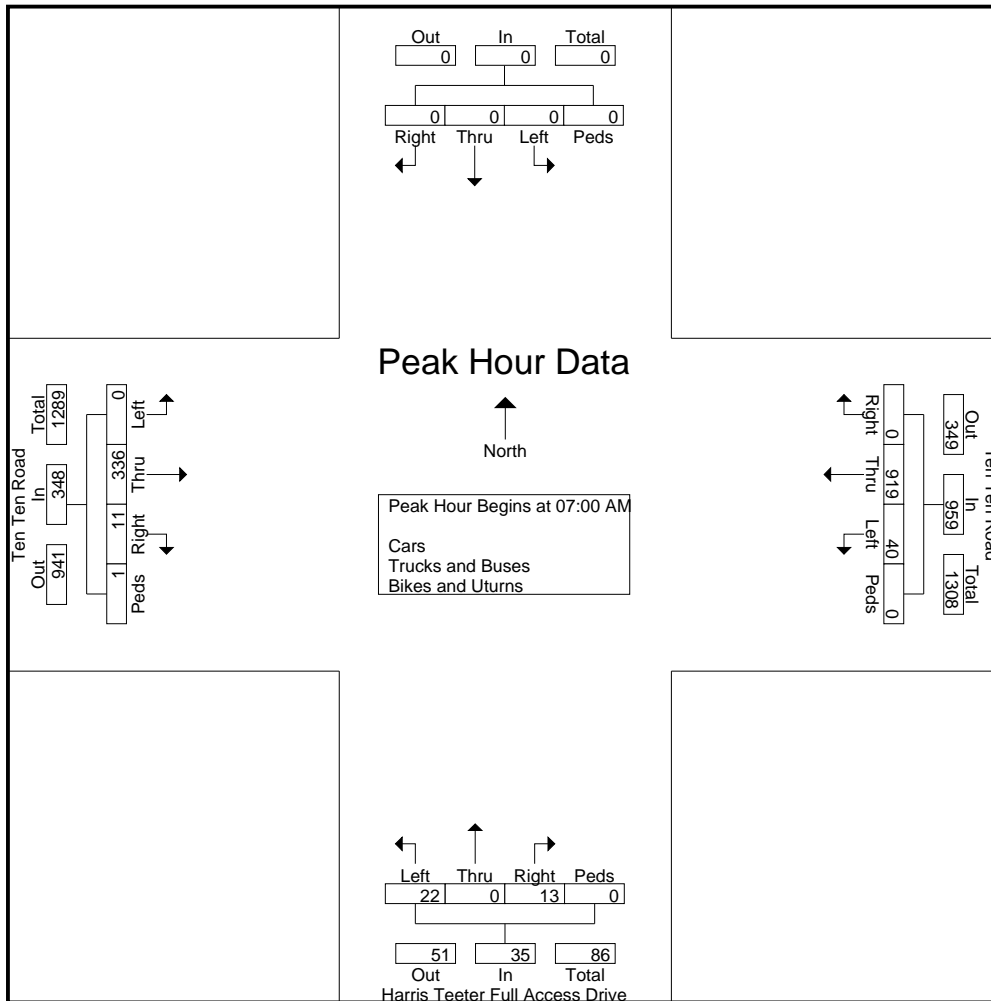 Out In Total
0 0 0
0 0 0 0
Right Thru Left Peds
Peak Hour Data
North
Peak Hour Begins at 07:00 AM
Cars
Trucks and Buses
Bikes and Uturns
Ten Ten Road
Out In Total
941 348 1289
Peds Right Thru Left
1 11 336 0
Ten Ten Road
Out In Total
349 959 1308
0 919 40 0
Right Thru Left Peds
Left Thru Right Peds
22 0 13 0
51 35 86
Out In Total
Harris Teeter Full Access Drive